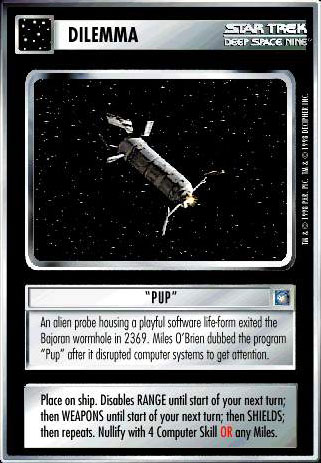 DILEMMA
STAR TREK
DEEP SPACE NINE
TM & © 1998 PAR. PIC. TM & © 1998 DECIPHER INC.
"PUP"
An alien probe housing a playful software life-form exited the
Bajoran wormhole in 2369. Miles O'Brien dubbed the program
"Pup" after it disrupted computer systems to get attention.
Place on ship. Disables RANGE until start of your next turn;
then WEAPONS until start of your next turn; then SHIELDS;
then repeats. Nullify with 4 Computer Skill OR any Miles.